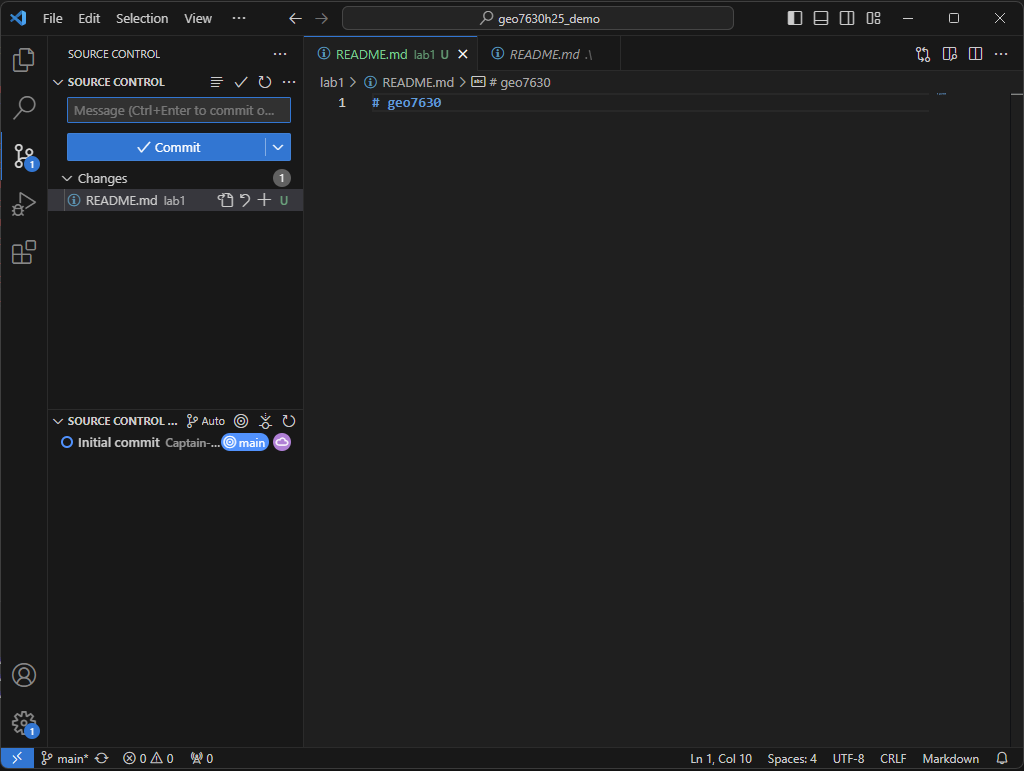 File Edit Selection View ··· geo7630h25_demo
SOURCE CONTROL ···
README.md lab1 U README.md .\
SOURCE CONTROL ···
lab1 > README.md > # geo7630
Message (Ctrl+Enter to commit o...
1 # geo7630
Commit
Changes 1
README.md lab1 U
SOURCE CONTROL ... Auto
Initial commit Captain-... main
1
1
main* 0 0 0 Ln 1, Col 10 Spaces: 4 UTF-8 CRLF Markdown